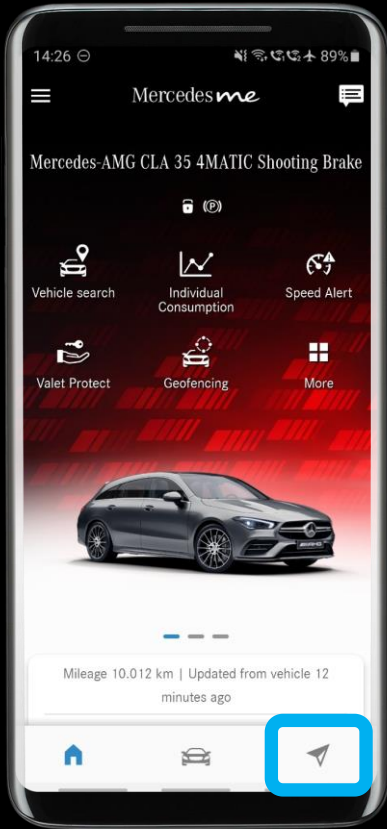 14:26 89%
Mercedes me
Mercedes-AMG CLA 35 4MATIC Shooting Brake
(P)
Vehicle search
Individual
Consumption
Speed Alert
Valet Protect
Geofencing
More
Mileage 10.012 km | Updated from vehicle 12
minutes ago